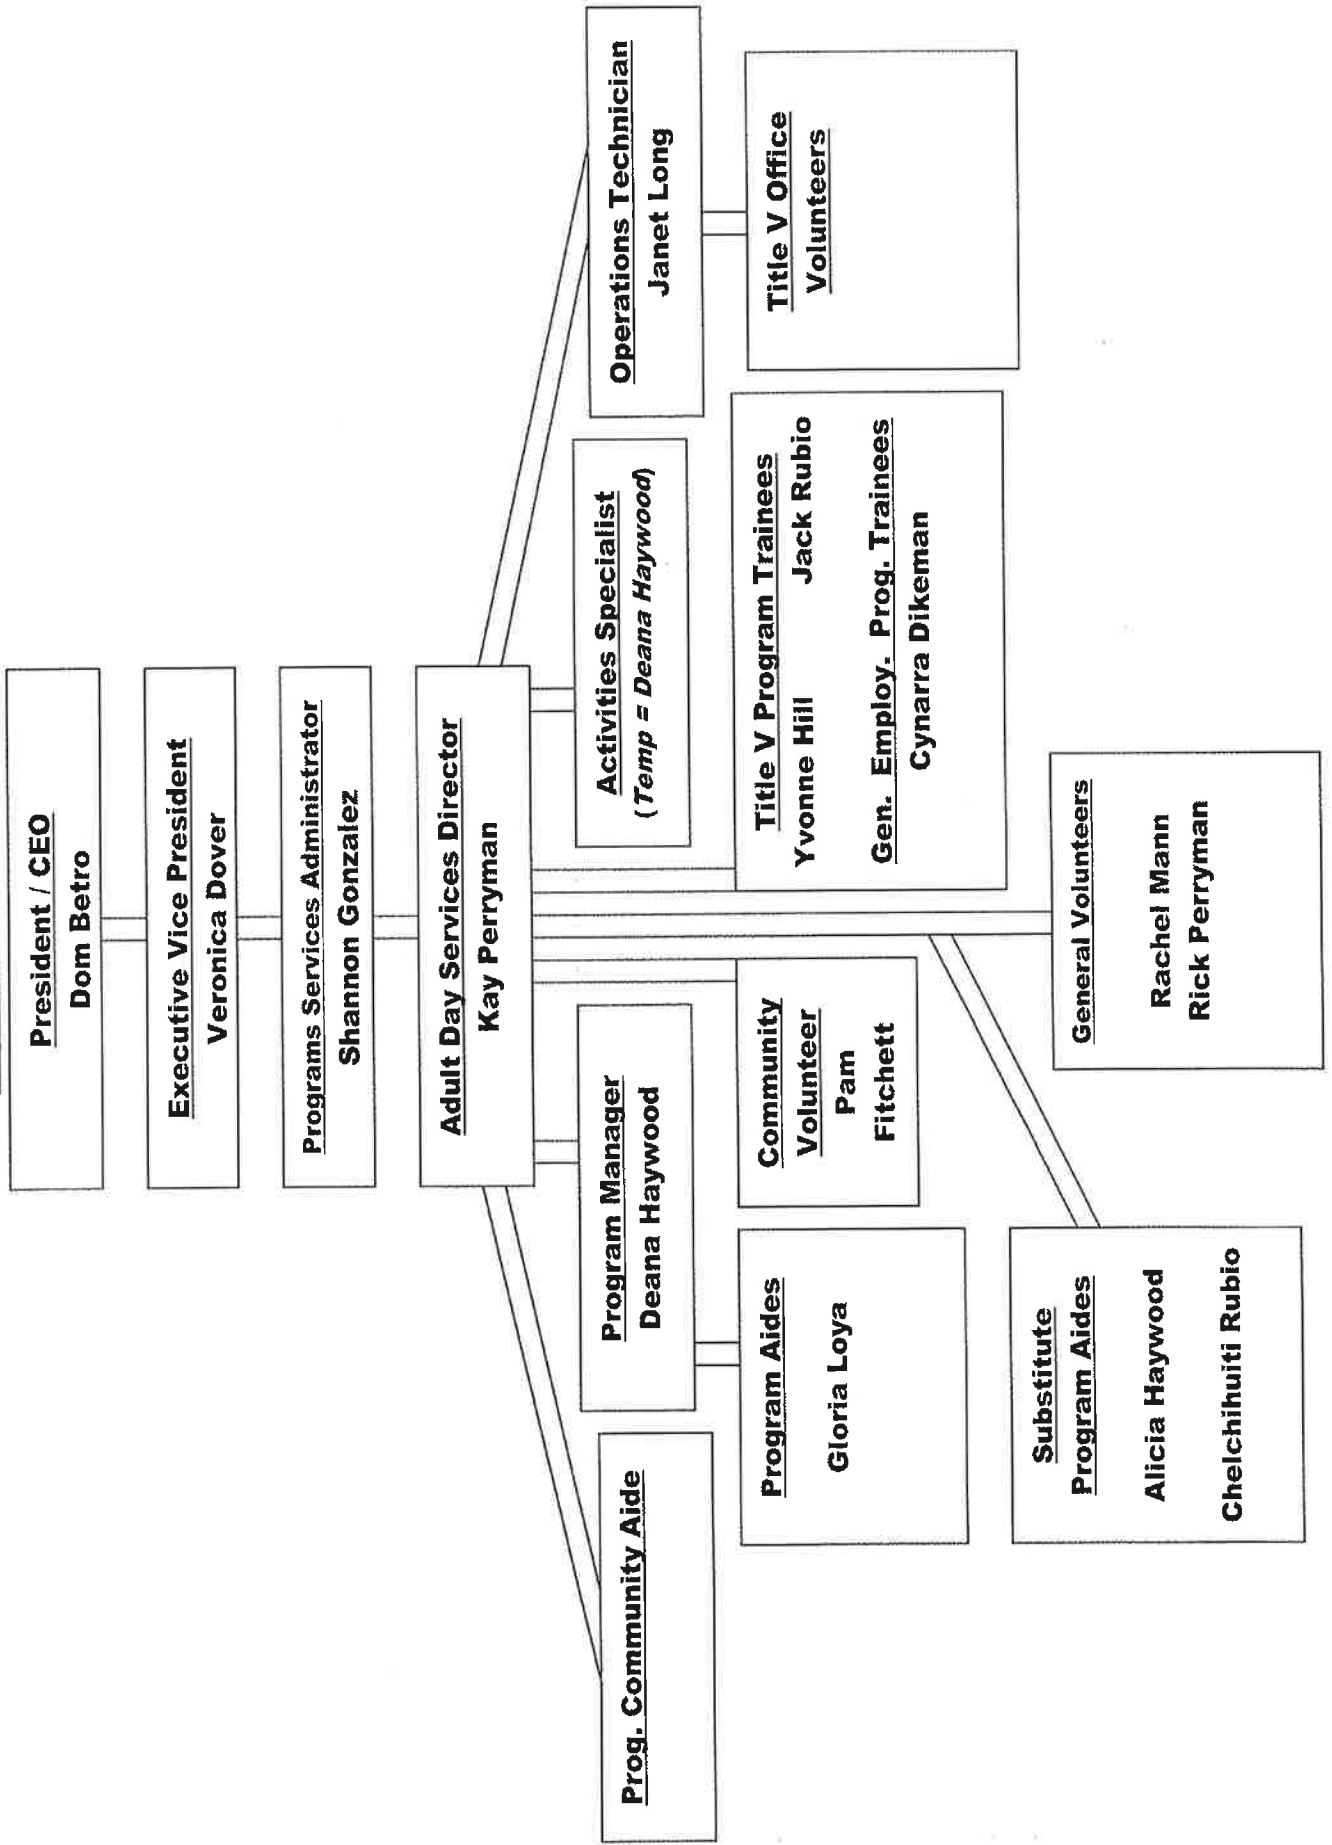 President / CEO
Dom Betro
Executive Vice President
Veronica Dover
Programs Services Administrator
Shannon Gonzalez
Adult Day Services Director
Kay Perryman
Prog. Community Aide
Program Manager
Deana Haywood
Activities Specialist
(Temp = Deana Haywood)
Operations Technician
Janet Long
Program Aides
Gloria Loya
Community
Volunteer
Pam
Fitchett
Title V Program Trainees
Yvonne Hill Jack Rubio
Gen. Employ. Prog. Trainees
Cynarra Dikeman
Title V Office
Volunteers
Substitute
Program Aides
Alicia Haywood
Chelchihuiti Rubio
General Volunteers
Rachel Mann
Rick Perryman